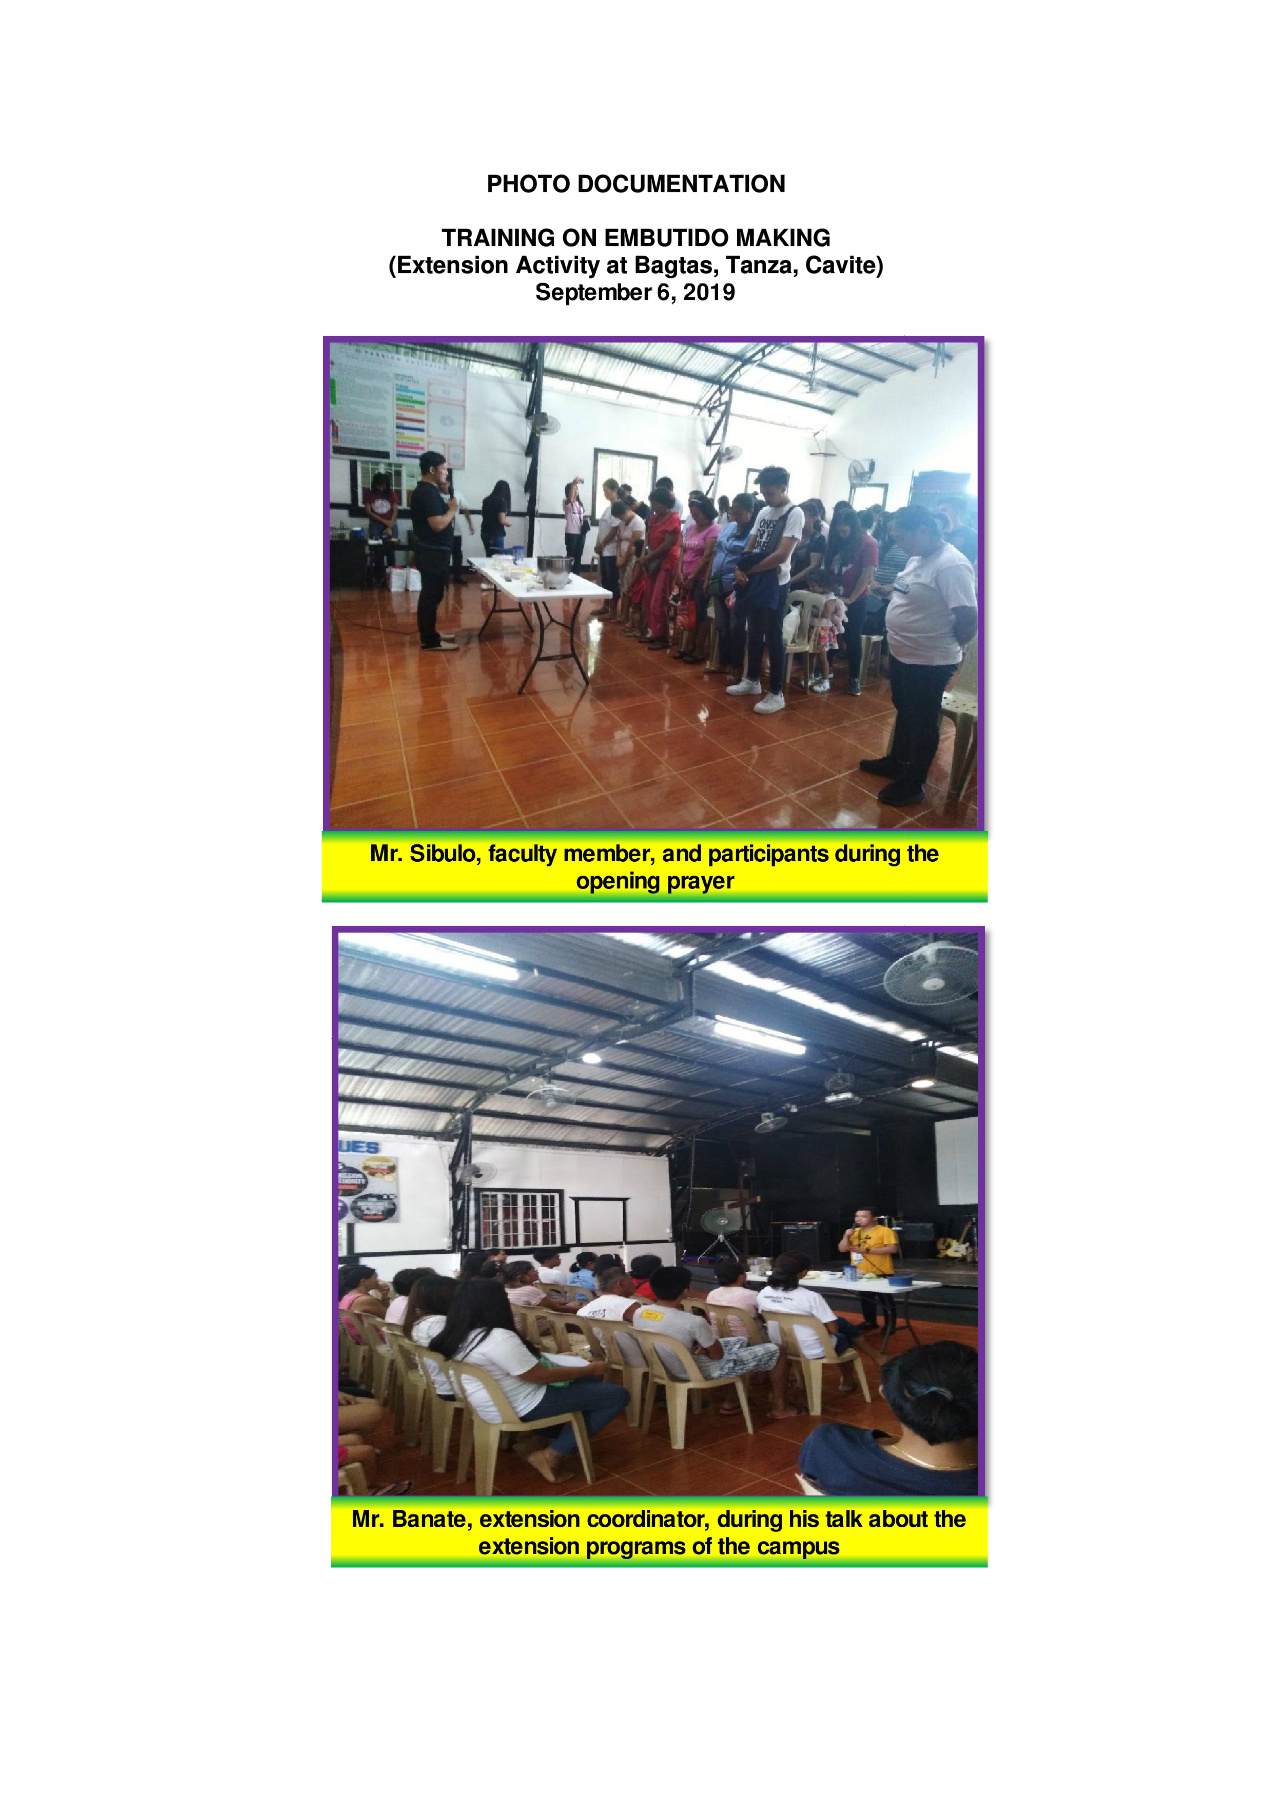 PHOTO DOCUMENTATION
TRAINING ON EMBUTIDO MAKING
(Extension Activity at Bagtas, Tanza, Cavite)
September 6, 2019
Mr. Sibulo, faculty member, and participants during the
opening prayer
UES
Mr. Banate, extension coordinator, during his talk about the
extension programs of the campus